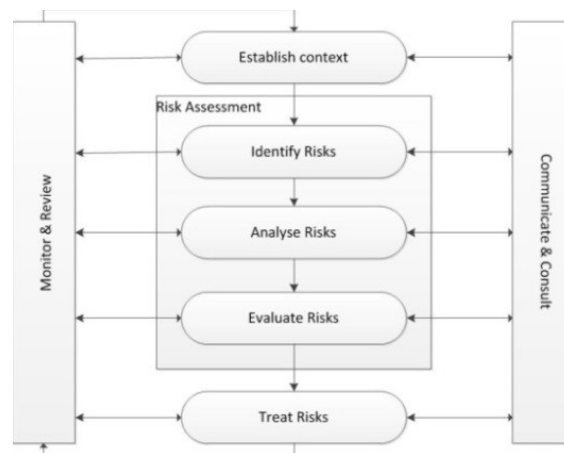 Establish context
Risk Assessment
Identify Risks
Analyse Risks
Evaluate Risks
Treat Risks
Monitor & Review
Communicate & Consult